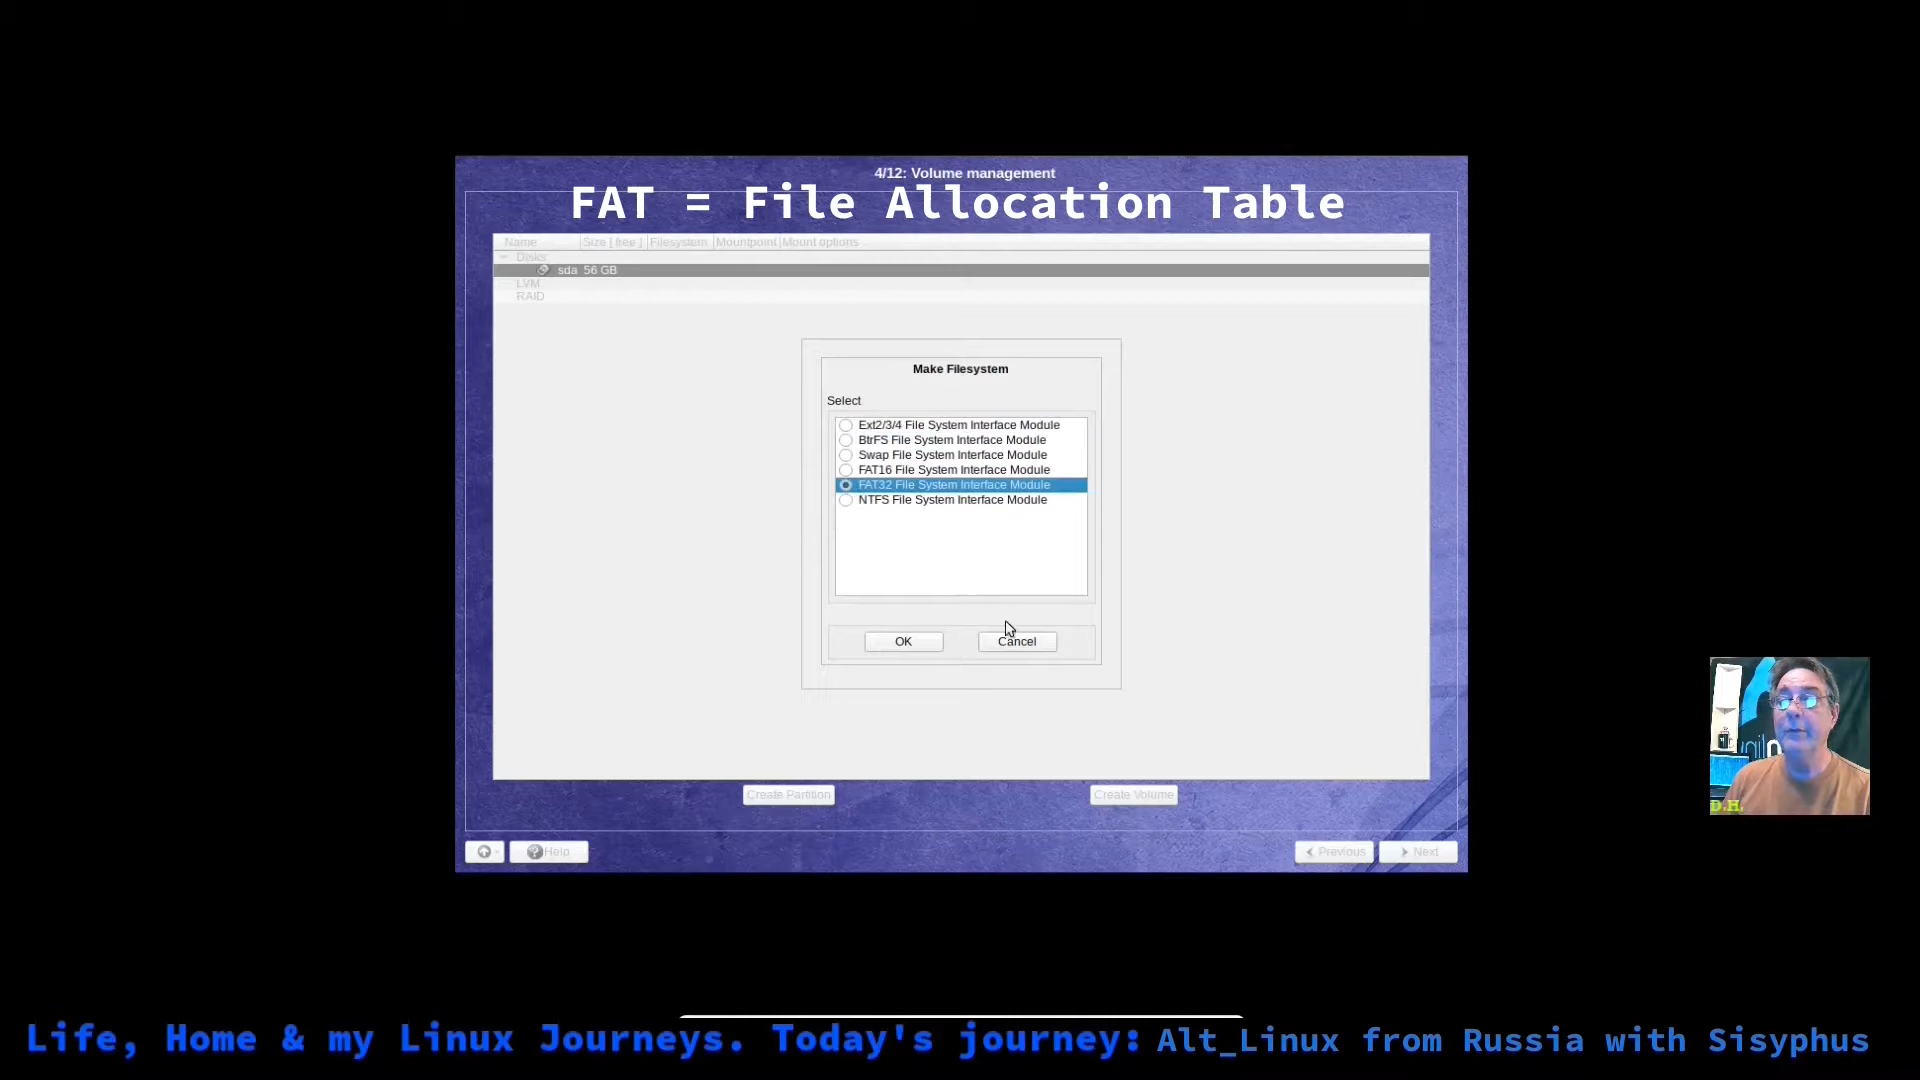 4/12: Volume management
FAT = File Allocation Table
Name Size [ free ] Filesystem Mountpoint Mount options
Disks
sda 56 GB
LVM
RAID
Make Filesystem
Select
Ext2/3/4 File System Interface Module
BtrFS File System Interface Module
Swap File System Interface Module
FAT16 File System Interface Module
FAT32 File System Interface Module
NTFS File System Interface Module
OK Cancel
Create Partition Create Volume
Help Previous Next
D.H.
Life, Home & my Linux Journeys. Today's journey: Alt_Linux from Russia with Sisyphus